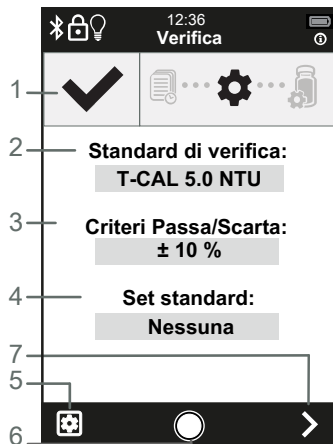 12:36
Verifica
1
2
Standard di verifica:
T-CAL 5.0 NTU
3
Criteri Passa/Scarta:
± 10 %
4
Set standard:
Nessuna
7
5
6